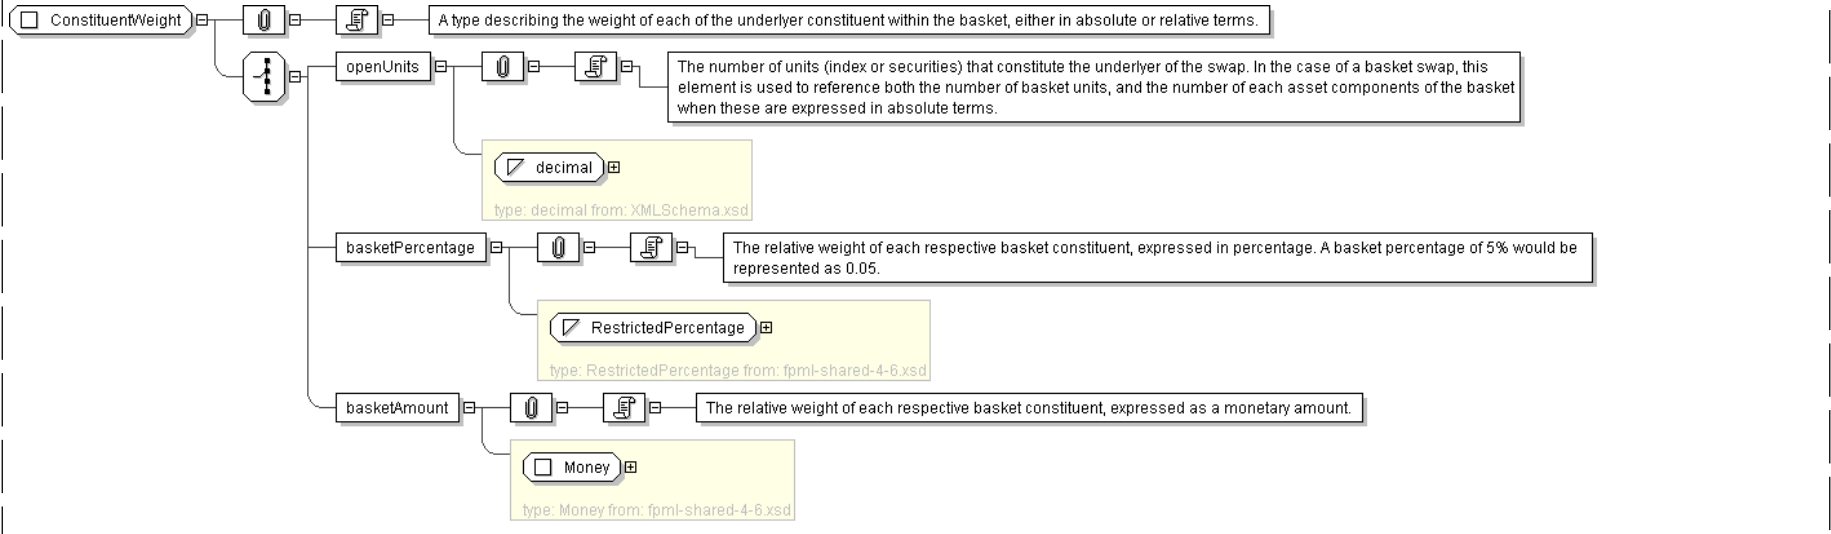 ConstituentWeight
A type describing the weight of each of the underlyer constituent within the basket, either in absolute or relative terms.
openUnits
The number of units (index or securities) that constitute the underlyer of the swap. In the case of a basket swap, this
element is used to reference both the number of basket units, and the number of each asset components of the basket
when these are expressed in absolute terms.
decimal
type: decimal from: XMLSchema.xsd
basketPercentage
The relative weight of each respective basket constituent, expressed in percentage. A basket percentage of 5% would be
represented as 0.05.
RestrictedPercentage
type: RestrictedPercentage from: fpml-shared-4-6.xsd
basketAmount
The relative weight of each respective basket constituent, expressed as a monetary amount.
Money
type: Money from: fpml-shared-4-6.xsd